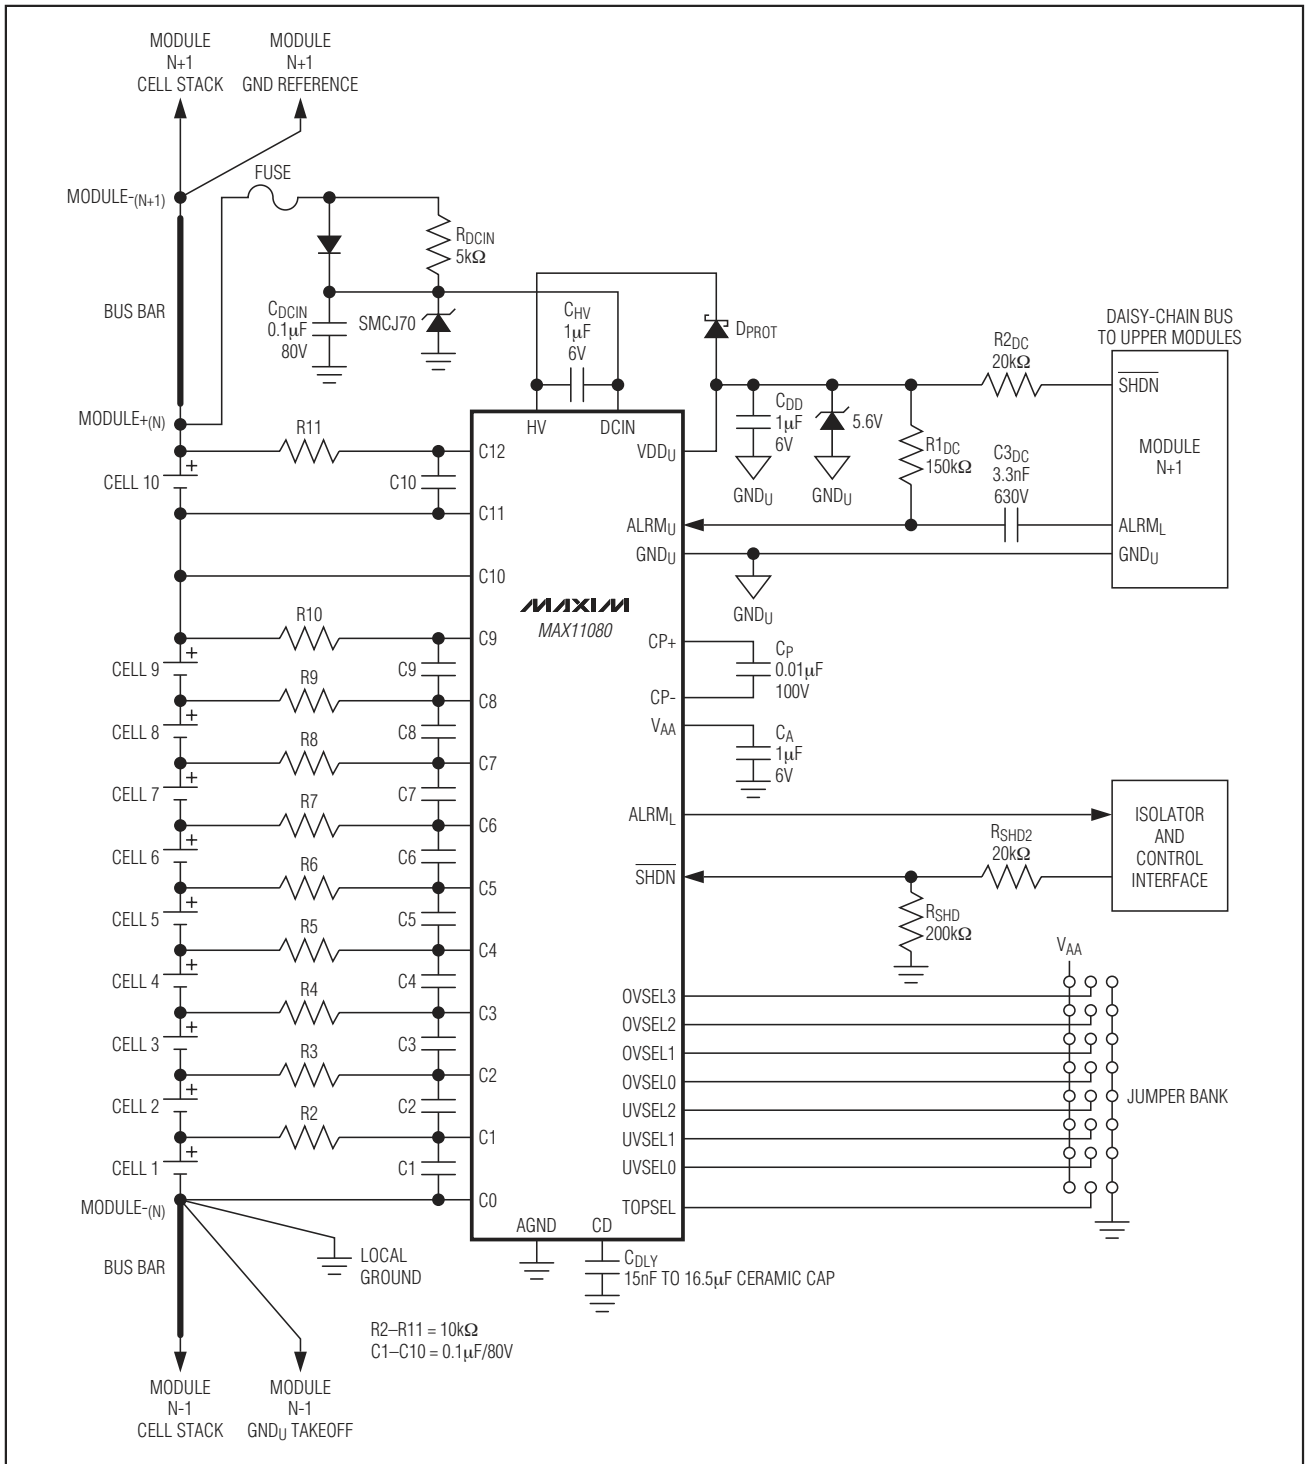 MODULE
N+1
CELL STACK
MODULE
N+1
GND REFERENCE
FUSE
MODULE-(N+1)
RDCIN
5kΩ
BUS BAR
CDCIN
0.1µF
80V
SMCJ70
CHV
1µF
6V
DPROT
DAISY-CHAIN BUS
TO UPPER MODULES
R2DC
20kΩ
SHDN
MODULE
N+1
ALRML
GNDU
MODULE+(N)
R11
HV
DCIN
CDD
1µF
6V
5.6V
R1DC
150kΩ
C3DC
3.3nF
630V
C12
VDDU
CELL 10
+
C10
GNDU
GNDU
C11
ALRMU
GNDU
C10
GNDU
MAXIM
MAX11080
R10
C9
CP+
CELL 9
+
C9
CP
0.01µF
100V
R9
C8
CP-
CELL 8
+
C8
VAA
CA
1µF
6V
R8
C7
CELL 7
+
C7
R7
C6
ALRML
ISOLATOR
AND
CONTROL
INTERFACE
CELL 6
+
C6
RSHD2
20kΩ
R6
C5
SHDN
CELL 5
+
C5
RSHD
200kΩ
R5
C4
VAA
CELL 4
+
C4
R4
C3
OVSEL3
OVSEL2
CELL 3
+
C3
OVSEL1
R3
C2
OVSEL0
CELL 2
+
C2
UVSEL2
JUMPER BANK
R2
C1
UVSEL1
CELL 1
+
C1
UVSEL0
MODULE-(N)
C0
TOPSEL
AGND
CD
BUS BAR
LOCAL
GROUND
CDLY
15nF TO 16.5µF CERAMIC CAP
R2–R11 = 10kΩ
C1–C10 = 0.1µF/80V
MODULE
N-1
CELL STACK
MODULE
N-1
GNDU TAKEOFF